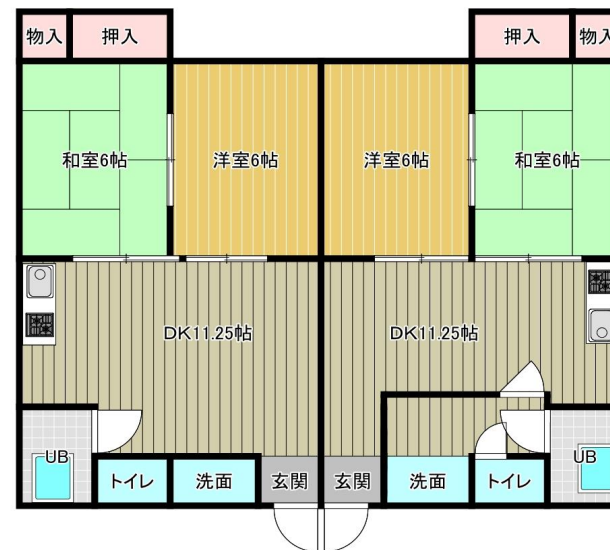 物入 押入 押入 物入
和室6帖 洋室6帖 洋室6帖 和室6帖
DK11.25帖 DK11.25帖
UB トイレ 洗面 玄関 玄関 洗面 トイレ UB